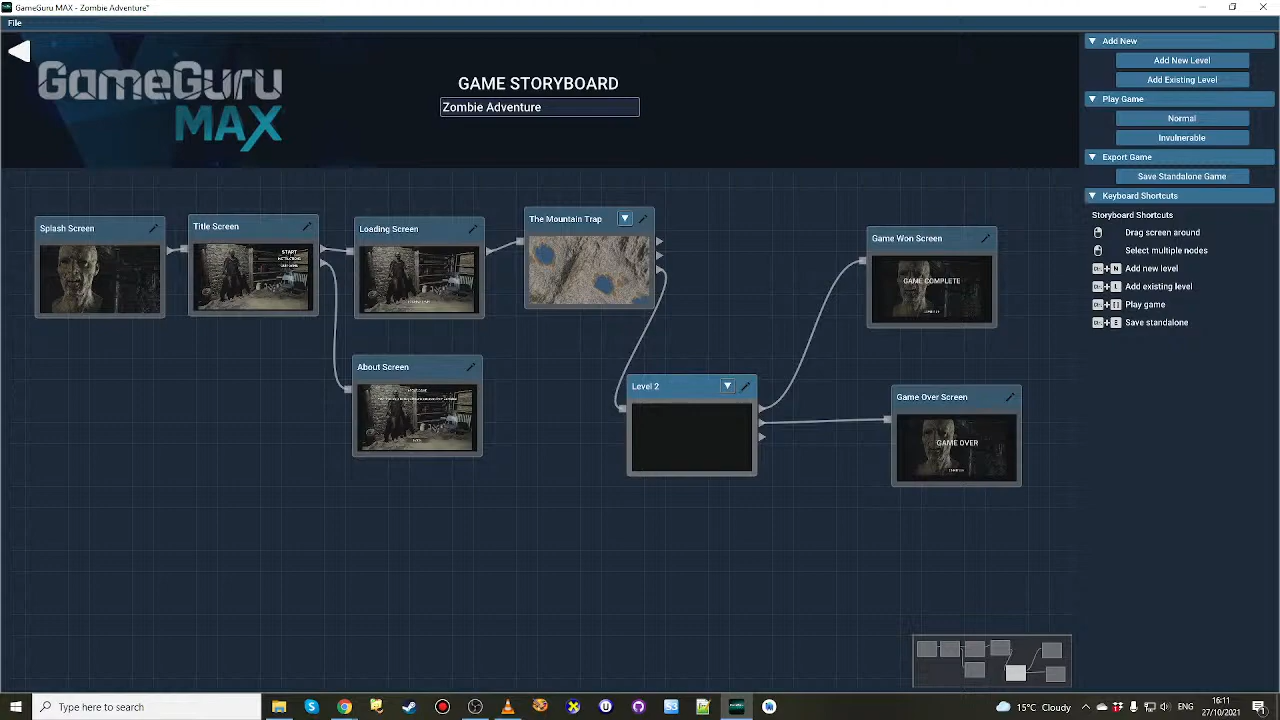 GameGuru MAX - Zombie Adventure*
File
GameGuru
MAX
GAME STORYBOARD
Zombie Adventure
Add New
Add New Level
Add Existing Level
Play Game
Normal
Invulnerable
Export Game
Save Standalone Game
Keyboard Shortcuts
Storyboard Shortcuts
Drag screen around
Select multiple nodes
Add new level
Add existing level
Play game
Save standalone
Splash Screen
Title Screen
START
Loading Screen
The Mountain Trap
Game Won Screen
GAME COMPLETE
About Screen
Level 2
Game Over Screen
GAME OVER
Type here to search
15°C Cloudy
16:11
27/10/2021